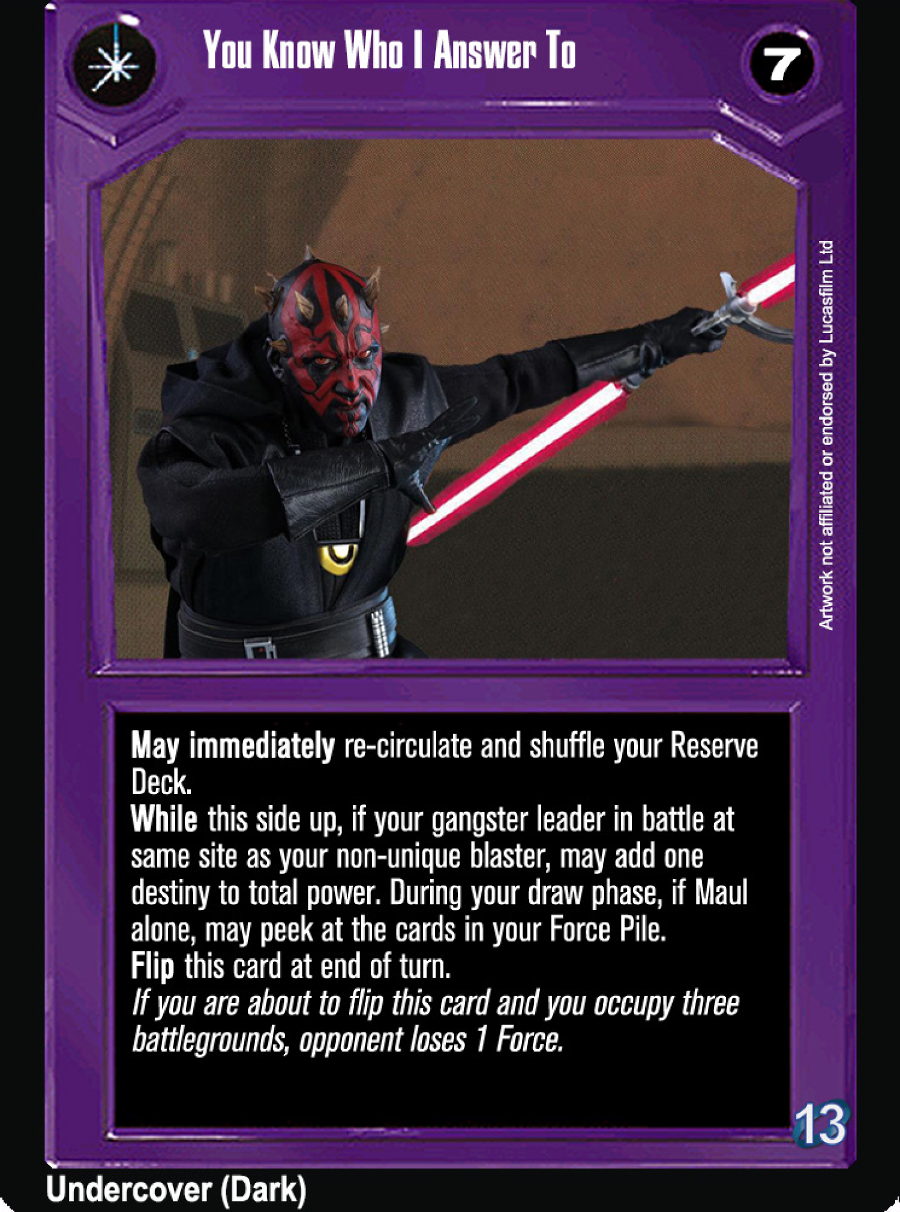 You Know Who I Answer To
7
Artwork not affiliated or endorsed by Lucasfilm Ltd
May immediately re-circulate and shuffle your Reserve
Deck.
While this side up, if your gangster leader in battle at
same site as your non-unique blaster, may add one
destiny to total power. During your draw phase, if Maul
alone, may peek at the cards in your Force Pile.
Flip this card at end of turn.
If you are about to flip this card and you occupy three
battlegrounds, opponent loses 1 Force.
13
Undercover (Dark)